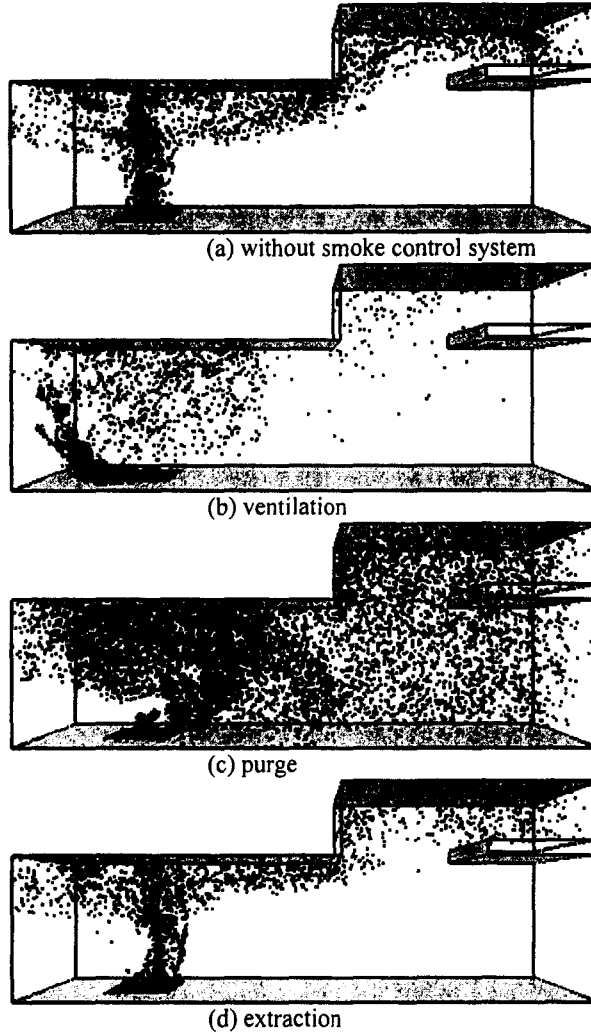 (a) without smoke control system
(b) ventilation
(c) purge
(d) extraction